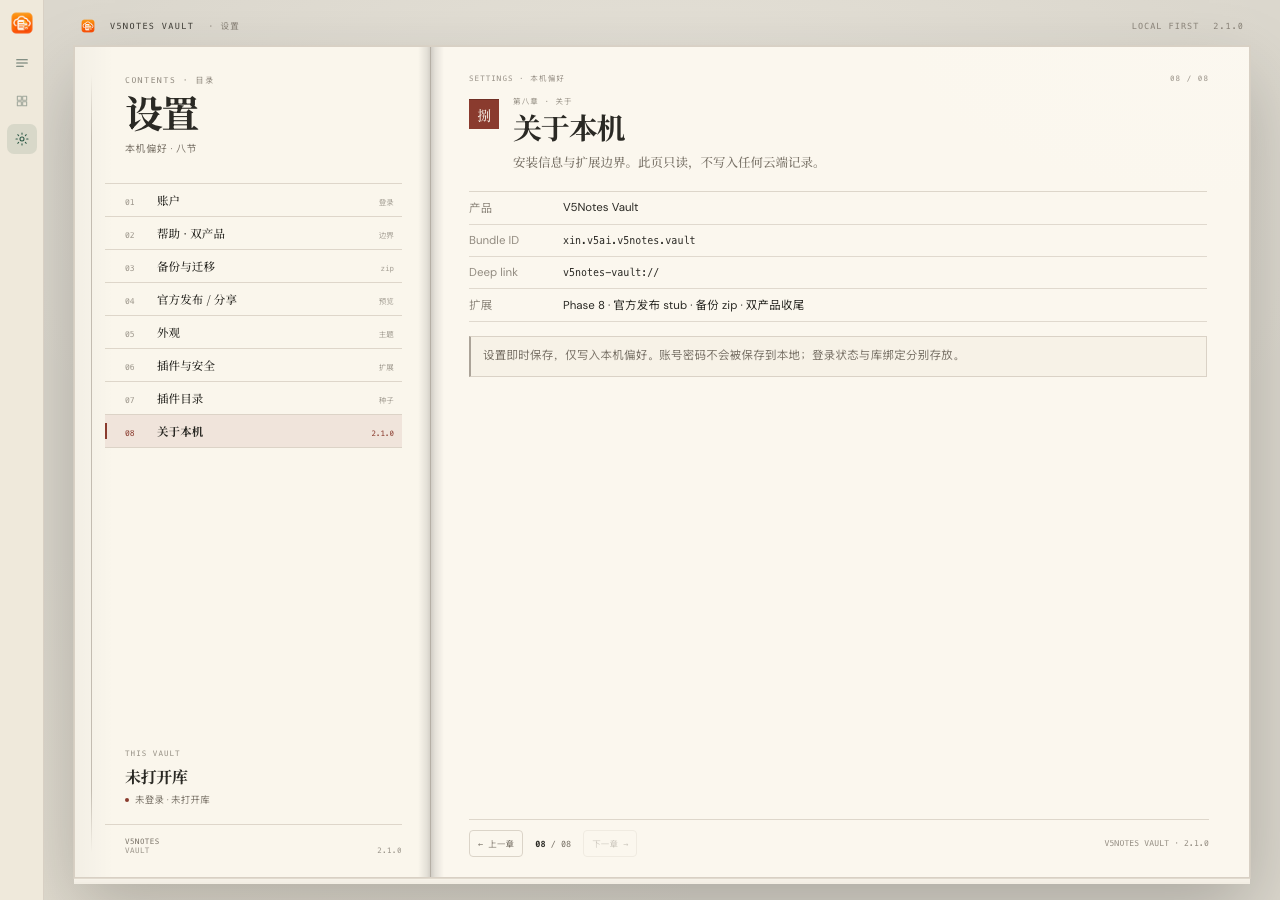 V5NOTES VAULT · 设置
LOCAL FIRST 2.1.0
CONTENTS · 目录
设置
本机偏好 · 八节
01 账户 登录
02 帮助 · 双产品 边界
03 备份与迁移 zip
04 官方发布 / 分享 预览
05 外观 主题
06 插件与安全 扩展
07 插件目录 种子
08 关于本机 2.1.0
THIS VAULT
未打开库
未登录 · 未打开库
V5NOTES
VAULT
2.1.0
SETTINGS · 本机偏好
08 / 08
捌
第八章 · 关于
关于本机
安装信息与扩展边界。此页只读，不写入任何云端记录。
产品 V5Notes Vault
Bundle ID xin.v5ai.v5notes.vault
Deep link v5notes-vault://
扩展 Phase 8 · 官方发布 stub · 备份 zip · 双产品收尾
设置即时保存，仅写入本机偏好。账号密码不会被保存到本地；登录状态与库绑定分别存放。
← 上一章
08 / 08
下一章 →
V5NOTES VAULT · 2.1.0